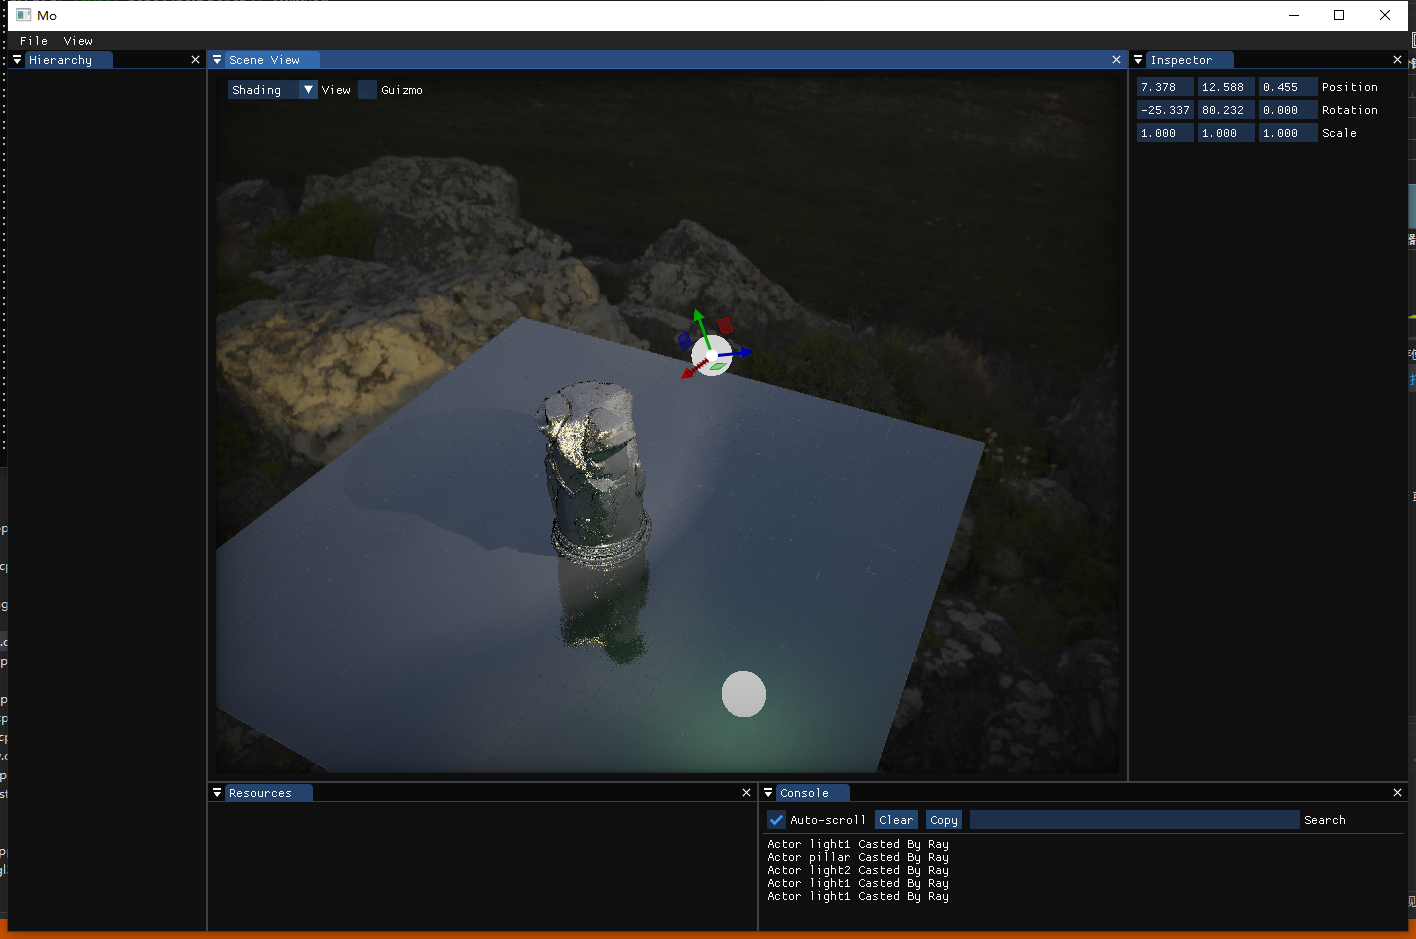 Mo
File View
Hierarchy
Scene View
Inspector
Shading View Guizmo
7.378 12.588 0.455 Position
-25.337 80.232 0.000 Rotation
1.000 1.000 1.000 Scale
Resources
Console
Auto-scroll Clear Copy Search
Actor light1 Casted By Ray
Actor pillar Casted By Ray
Actor light2 Casted By Ray
Actor light1 Casted By Ray
Actor light1 Casted By Ray